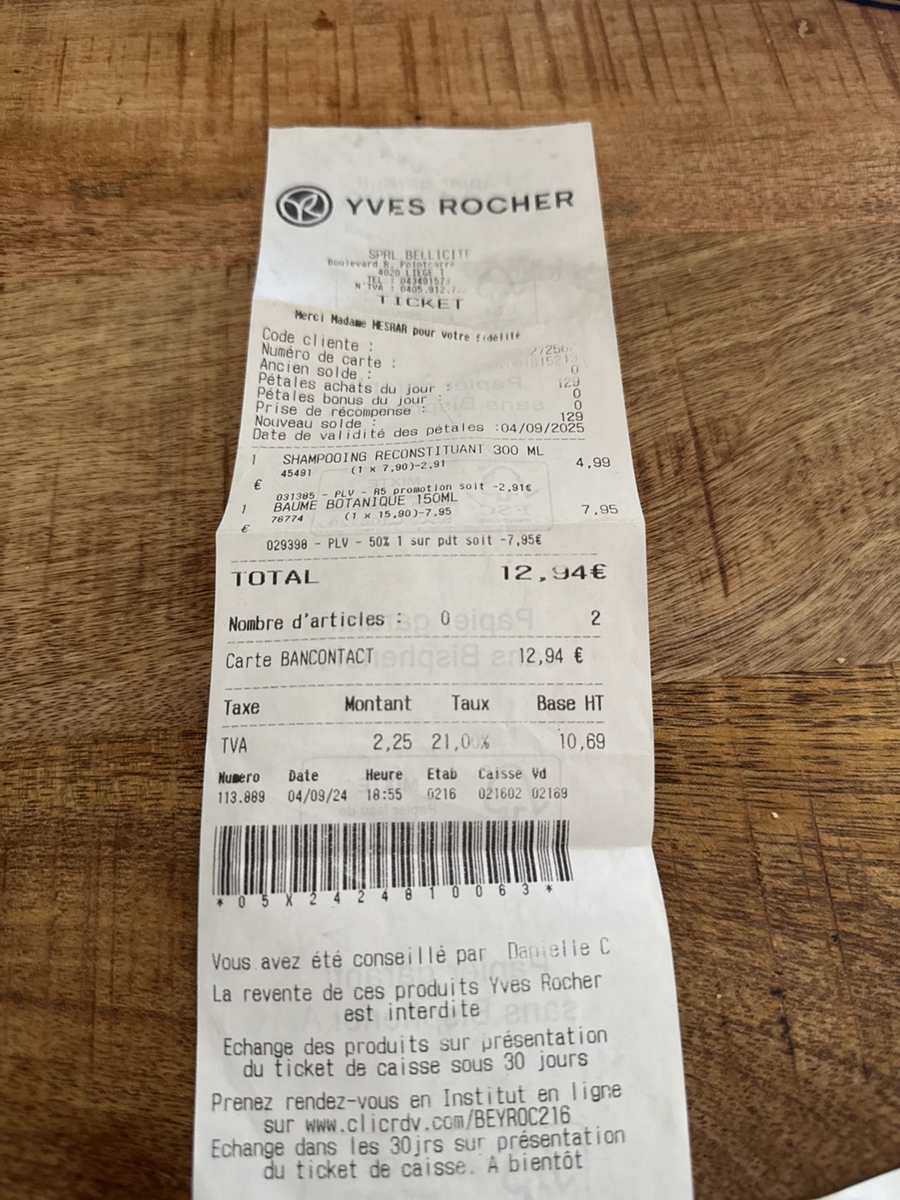 YVES ROCHER
SPRL BELLICITE
Boulevard R. Poincarre
4020 LIEGE 1
TEL :
N TVA : 0405.912.
TICKET
Merci Madame MESRAR pour votre fidélité
Code cliente :
Numéro de carte :
Ancien solde : 0
Pétales achats du jour : 129
Pétales bonus du jour : 0
Prise de récompense : 0
Nouveau solde : 129
Date de validité des pétales :04/09/2025
1 SHAMPOOING RECONSTITUANT 300 ML 4,99
45491 (1 x 7,90)-2,91
€
031385 - PLV - R5 promotion soit -2,91€
1 BAUME BOTANIQUE 150ML 7,95
76774 (1 x 15,90)-7,95
€
029398 - PLV - 50% 1 sur pdt soit -7,95€
TOTAL 12,94€
Nombre d'articles : 0 2
Carte BANCONTACT 12,94 €
Taxe Montant Taux Base HT
TVA 2,25 21,00% 10,69
Numero Date Heure Etab Caisse Vd
113.889 04/09/24 18:55 0216 021602 02169
*05X2424810063*
Vous avez été conseillé par Danielle C
La revente de ces produits Yves Rocher
est interdite
Echange des produits sur présentation
du ticket de caisse sous 30 jours
Prenez rendez-vous en Institut en ligne
sur www.clicrdv.com/BEYROC216
Echange dans les 30jrs sur présentation
du ticket de caisse. A bientôt